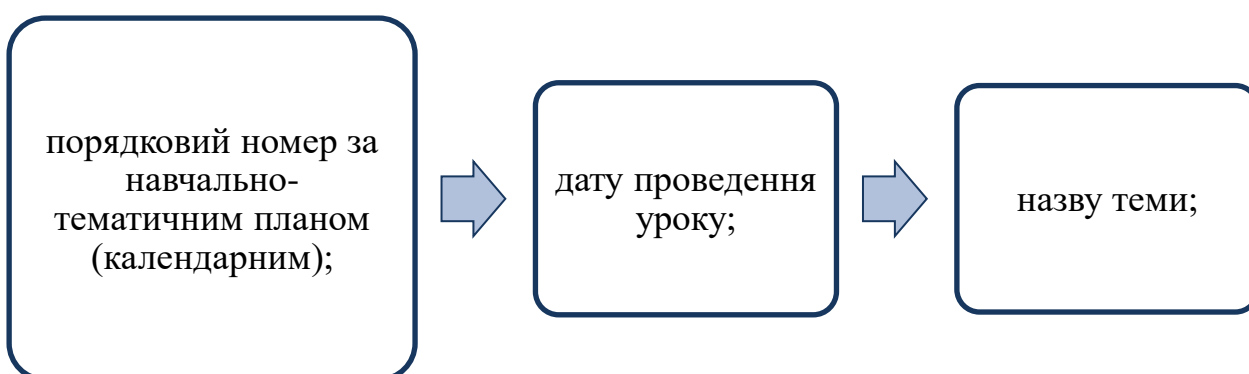 порядковий номер за
навчально-
тематичним планом
(календарним);
дату проведення
уроку;
назву теми;